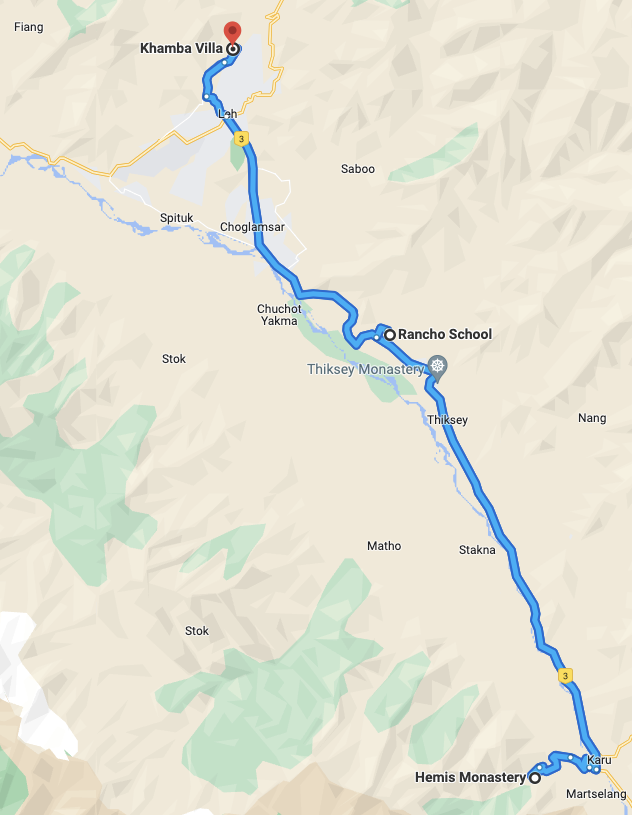 Fiang
Khamba Villa
Leh
3
Saboo
Spituk
Choglamsar
Chuchot
Yakma
Rancho School
Stok
Thiksey Monastery
Nang
Thiksey
Matho
Stakna
Stok
3
Karu
Hemis Monastery
Martselang